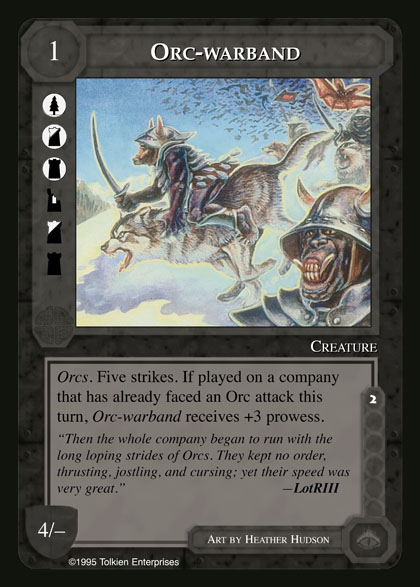 1
ORC-WARBAND
CREATURE
Orcs. Five strikes. If played on a company
that has already faced an Orc attack this
turn, Orc-warband receives +3 prowess.
2
“Then the whole company began to run with the
long loping strides of Orcs. They kept no order,
thrusting, jostling, and cursing; yet their speed was
very great.” —LotRIII
4/–
ART BY HEATHER HUDSON
©1995 Tolkien Enterprises